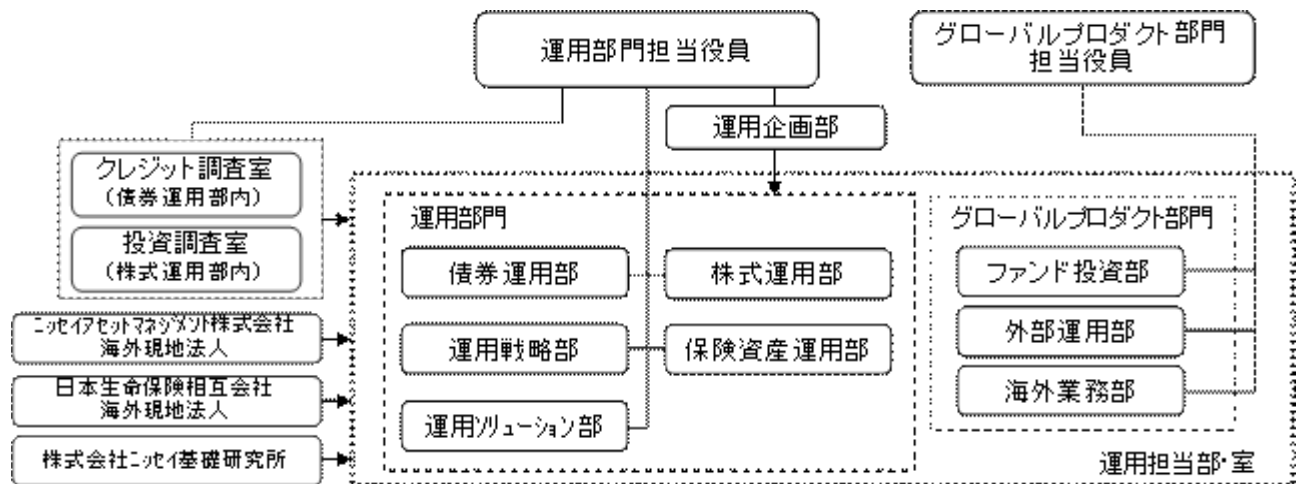 運用部門担当役員
グローバルプロダクト部門
担当役員
運用企画部
クレジット調査室
(債券運用部内)
投資調査室
(株式運用部内)
ニッセイアセットマネジメント株式会社
海外現地法人
日本生命保険相互会社
海外現地法人
株式会社ニッセイ基礎研究所
運用部門
債券運用部
株式運用部
運用戦略部
保険資産運用部
運用ソリューション部
グローバルプロダクト部門
ファンド投資部
外部運用部
海外業務部
運用担当部・室